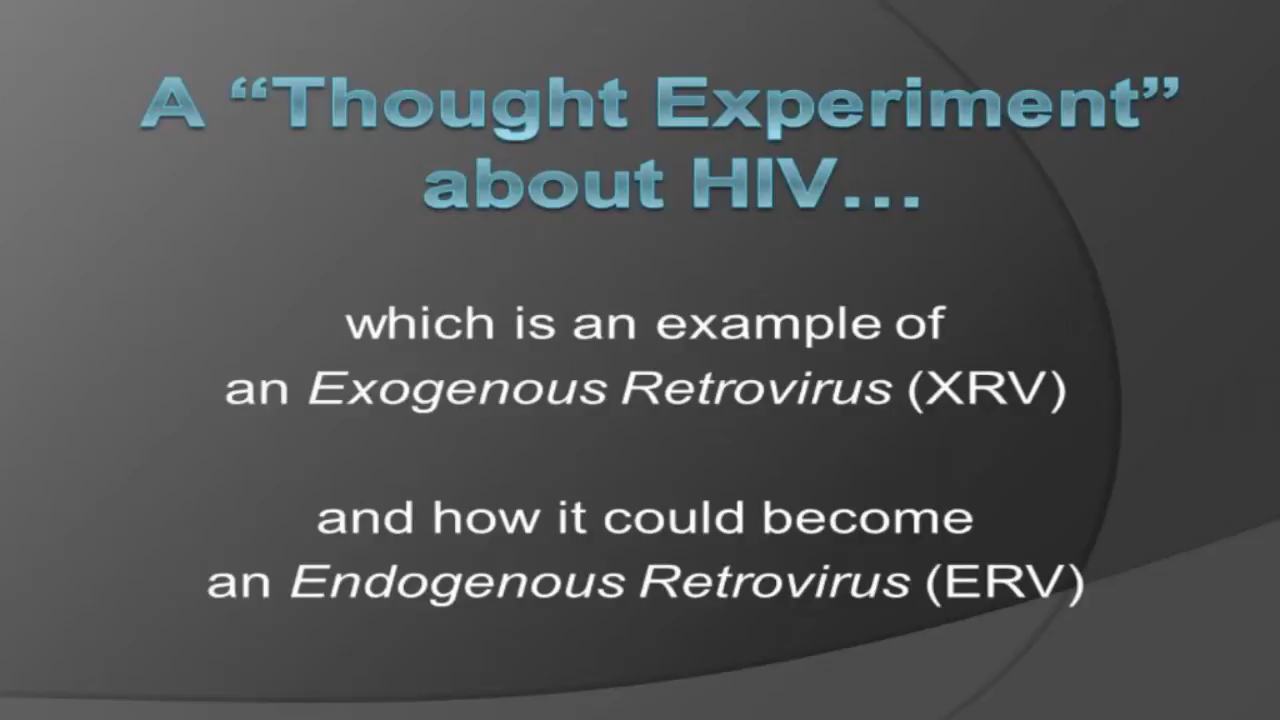 A “Thought Experiment”
about HIV...
which is an example of
an Exogenous Retrovirus (XRV)
and how it could become
an Endogenous Retrovirus (ERV)